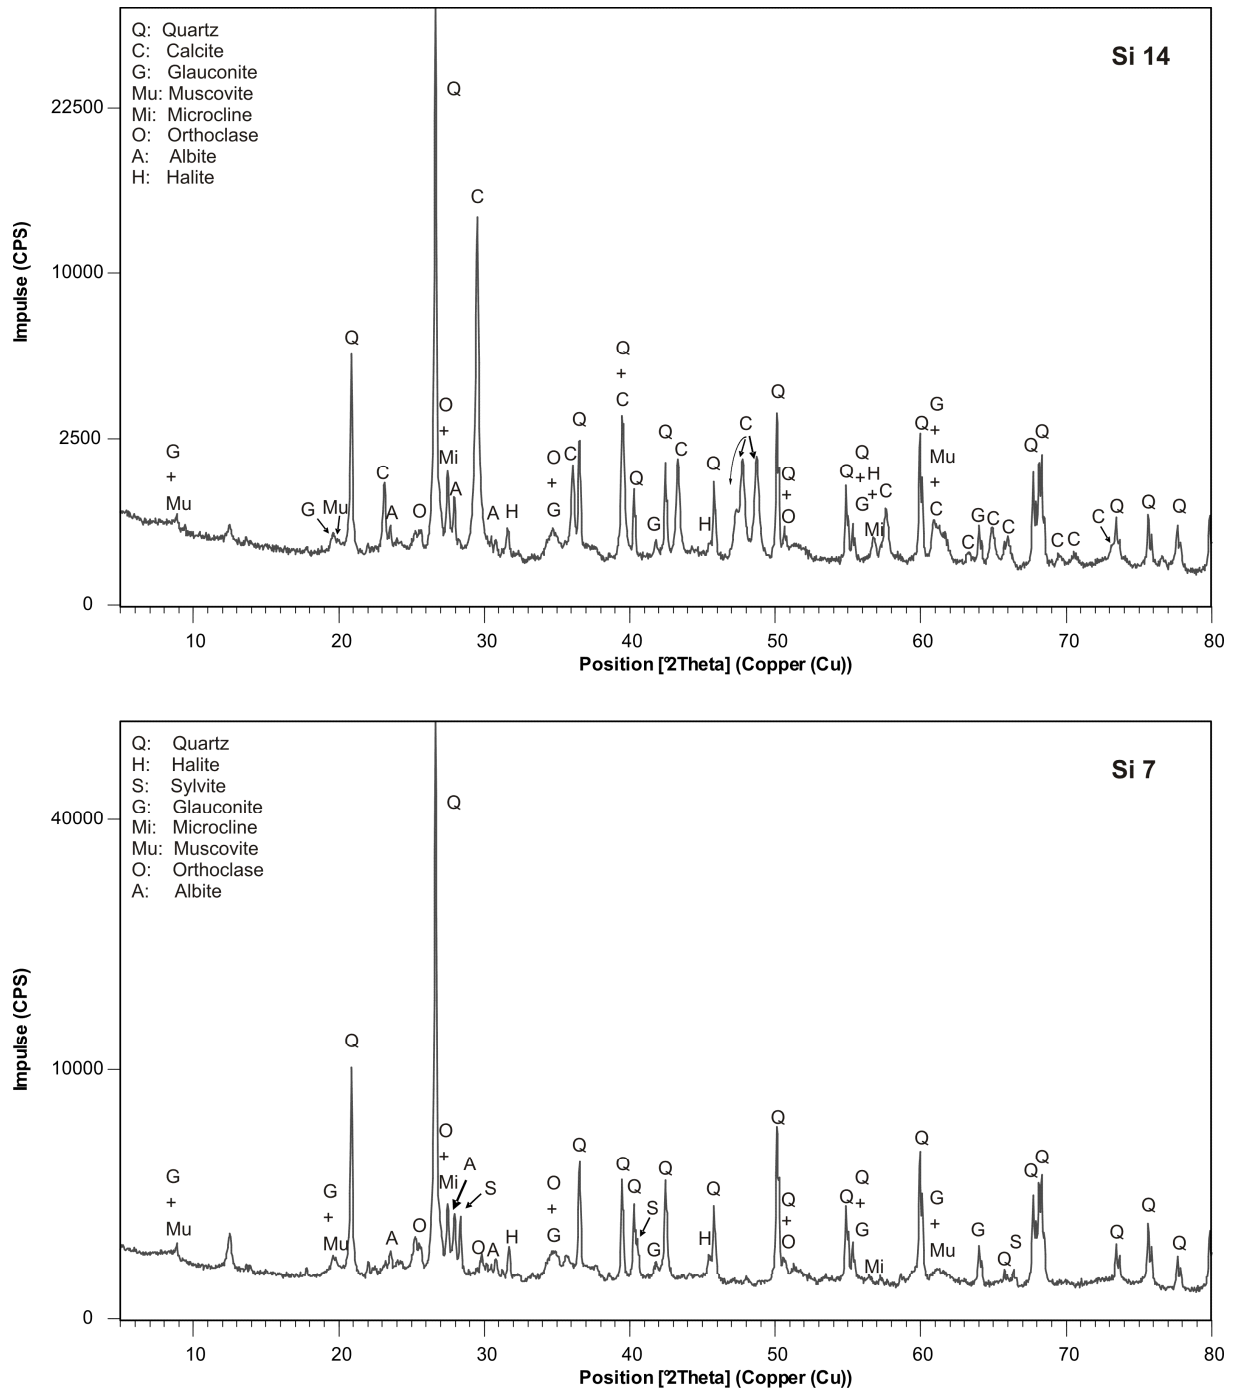 Q: Quartz
C: Calcite
G: Glauconite
Mu: Muscovite
Mi: Microcline
O: Orthoclase
A: Albite
H: Halite
Si 14
Impulse (CPS)
22500
10000
2500
0
G
+
Mu
G
Mu
Q
C
A
O
Q
O
+
Mi
A
C
A
H
O
+
G
C
Q
Q
+
C
Q
G
Q
C
H
Q
C
Q
Q
+
O
Q
Q
+
G
H
+
Mi
C
Q
G
+
Mu
+
C
C
G
C
C
Q
Q
C
C
C
Q
Q
Q
10 20 30 40 50 60 70 80
Position [°2Theta] (Copper (Cu))
Q: Quartz
H: Halite
S: Sylvite
G: Glauconite
Mi: Microcline
Mu: Muscovite
O: Orthoclase
A: Albite
Si 7
Impulse (CPS)
40000
10000
0
G
+
Mu
G
+
Mu
Q
A
O
Q
O
+
Mi
A
S
O
A
H
O
+
G
Q
Q
Q
S
G
Q
H
Q
Q
Q
+
O
Q
Q
+
G
Mi
Q
G
+
Mu
G
Q
S
Q
Q
Q
Q
Q
10 20 30 40 50 60 70 80
Position [°2Theta] (Copper (Cu))